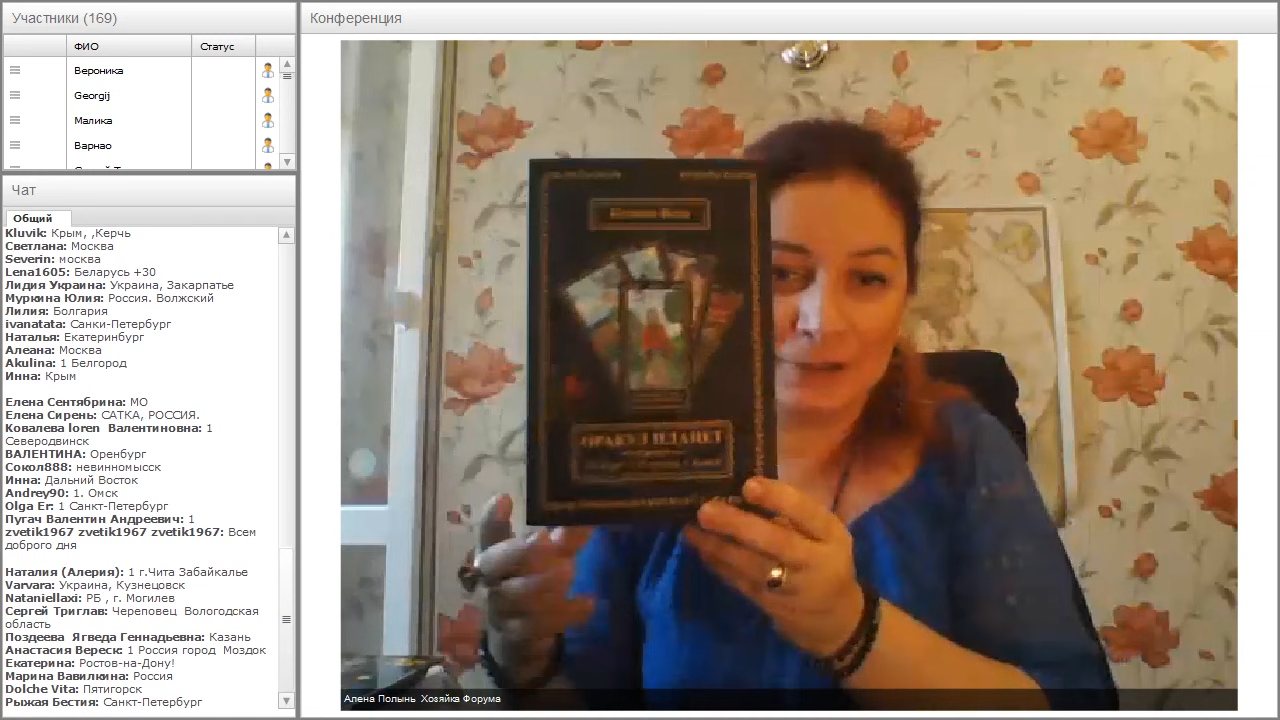 Участники (169)
ФИО
Статус
Вероника
Georgij
Малика
Варнао
Чат
Общий
Kluvik: Крым, ,Керчь
Светлана: Москва
Severin: мск
Lena1605: Беларусь +30
Лидия Украина: Украина, Закарпатье
Муркина Юлия: Россия. Волжский
Лилия: Болгария
ivanatata: Санки-Петербург
Наталья: Екатеринбург
Алеана: Москва
Akulina: 1 Белгород
Инна: Крым
Елена Сентябрина: МО
Елена Сирень: САТКА, РОССИЯ.
Ковалева loren Валентиновна: 1
Северодвинск
ВАЛЕНТИНА: Оренбург
Сокол888: невинномысск
Инна: Дальний Восток
Andrey90: 1. Омск
Olga Er: 1 Санкт-Петербург
Пугач Валентин Андреевич: 1
zvetik1967 zvetik1967 zvetik1967: Всем
доброго дня
Наталия (Алерия): 1 г.Чита Забайкалье
Varvara: Украина, Кузнецовск
Nataniellaxi: РБ , г. Могилев
Сергей Триглав: Череповец Вологодская
область
Поздеева Ягведа Геннадьевна: Казань
Анастасия Вереск: 1 Россия город Моздок
Екатерина: Ростов-на-Дону!
Марина Вавилкина: Россия
Dolche Vita: Пятигорск
Рыжая Бестия: Санкт-Петербург
Конференция
ОРАКУЛ ПЛАНЕТ
Алена Полынь Хозяйка Форума